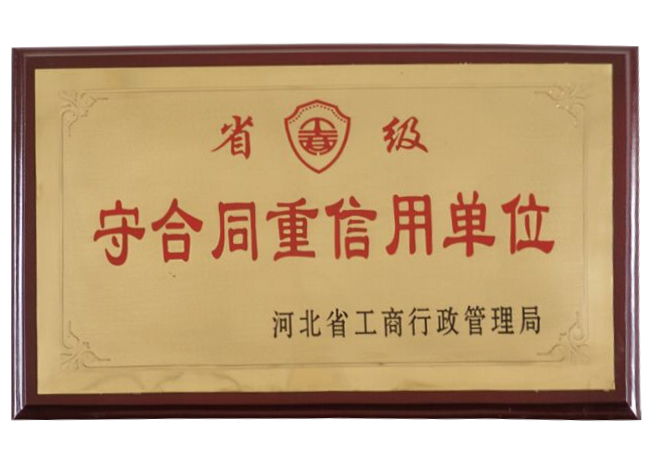 省 级
守合同重信用单位
河北省工商行政管理局